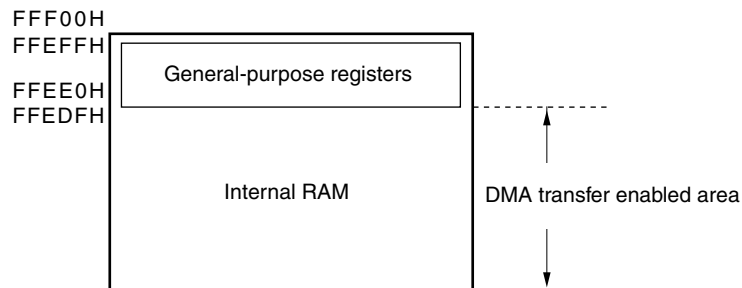 FFF00H
FFEFFH
General-purpose registers
FFEE0H
FFEDFH
Internal RAM
DMA transfer enabled area